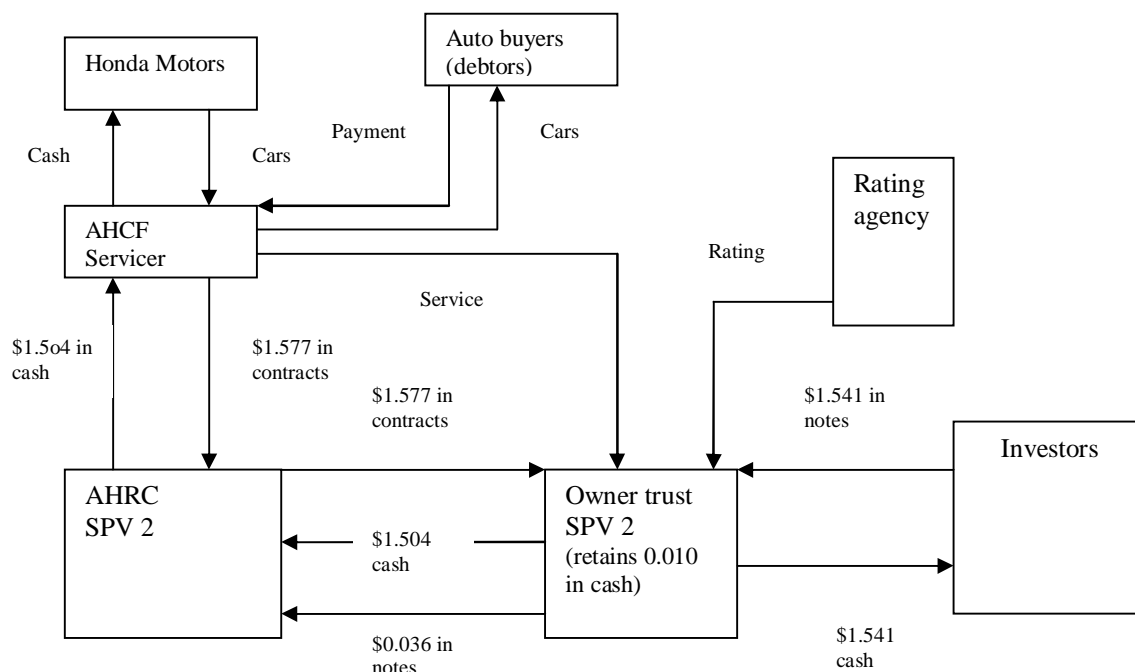 Honda Motors
Auto buyers
(debtors)
Cash
Cars
Payment
Cars
AHCF
Servicer
Rating
agency
Rating
Service
$1.5o4 in
cash
$1.577 in
contracts
$1.577 in
contracts
$1.541 in
notes
AHRC
SPV 2
Owner trust
SPV 2
(retains 0.010
in cash)
Investors
$1.504
cash
$0.036 in
notes
$1.541
cash